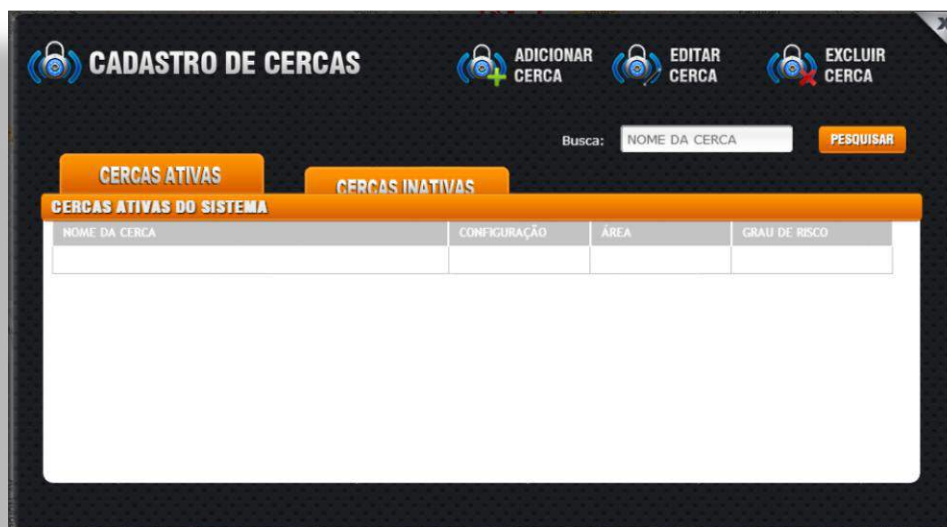 CADASTRO DE CERCAS
ADICIONAR CERCA
EDITAR CERCA
EXCLUIR CERCA
Busca: NOME DA CERCA PESQUISAR
CERCAS ATIVAS
CERCAS INATIVAS
CERCAS ATIVAS DO SISTEMA
NOME DA CERCA CONFIGURAÇÃO ÁREA GRAU DE RISCO